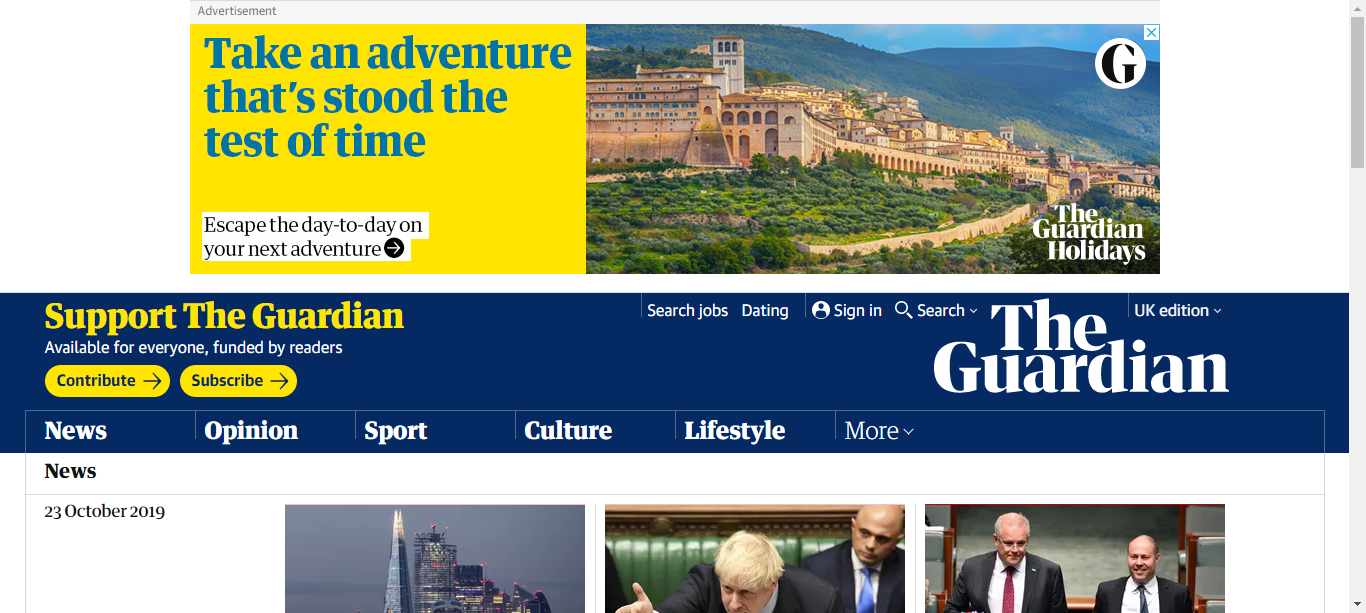 Advertisement
Take an adventure
that's stood the
test of time
Escape the day-to-day on
your next adventure
G
The
Guardian
Holidays
Support The Guardian
Available for everyone, funded by readers
Contribute
Subscribe
Search jobs
Dating
Sign in
Search
UK edition
The
Guardian
News
Opinion
Sport
Culture
Lifestyle
More
News
23 October 2019